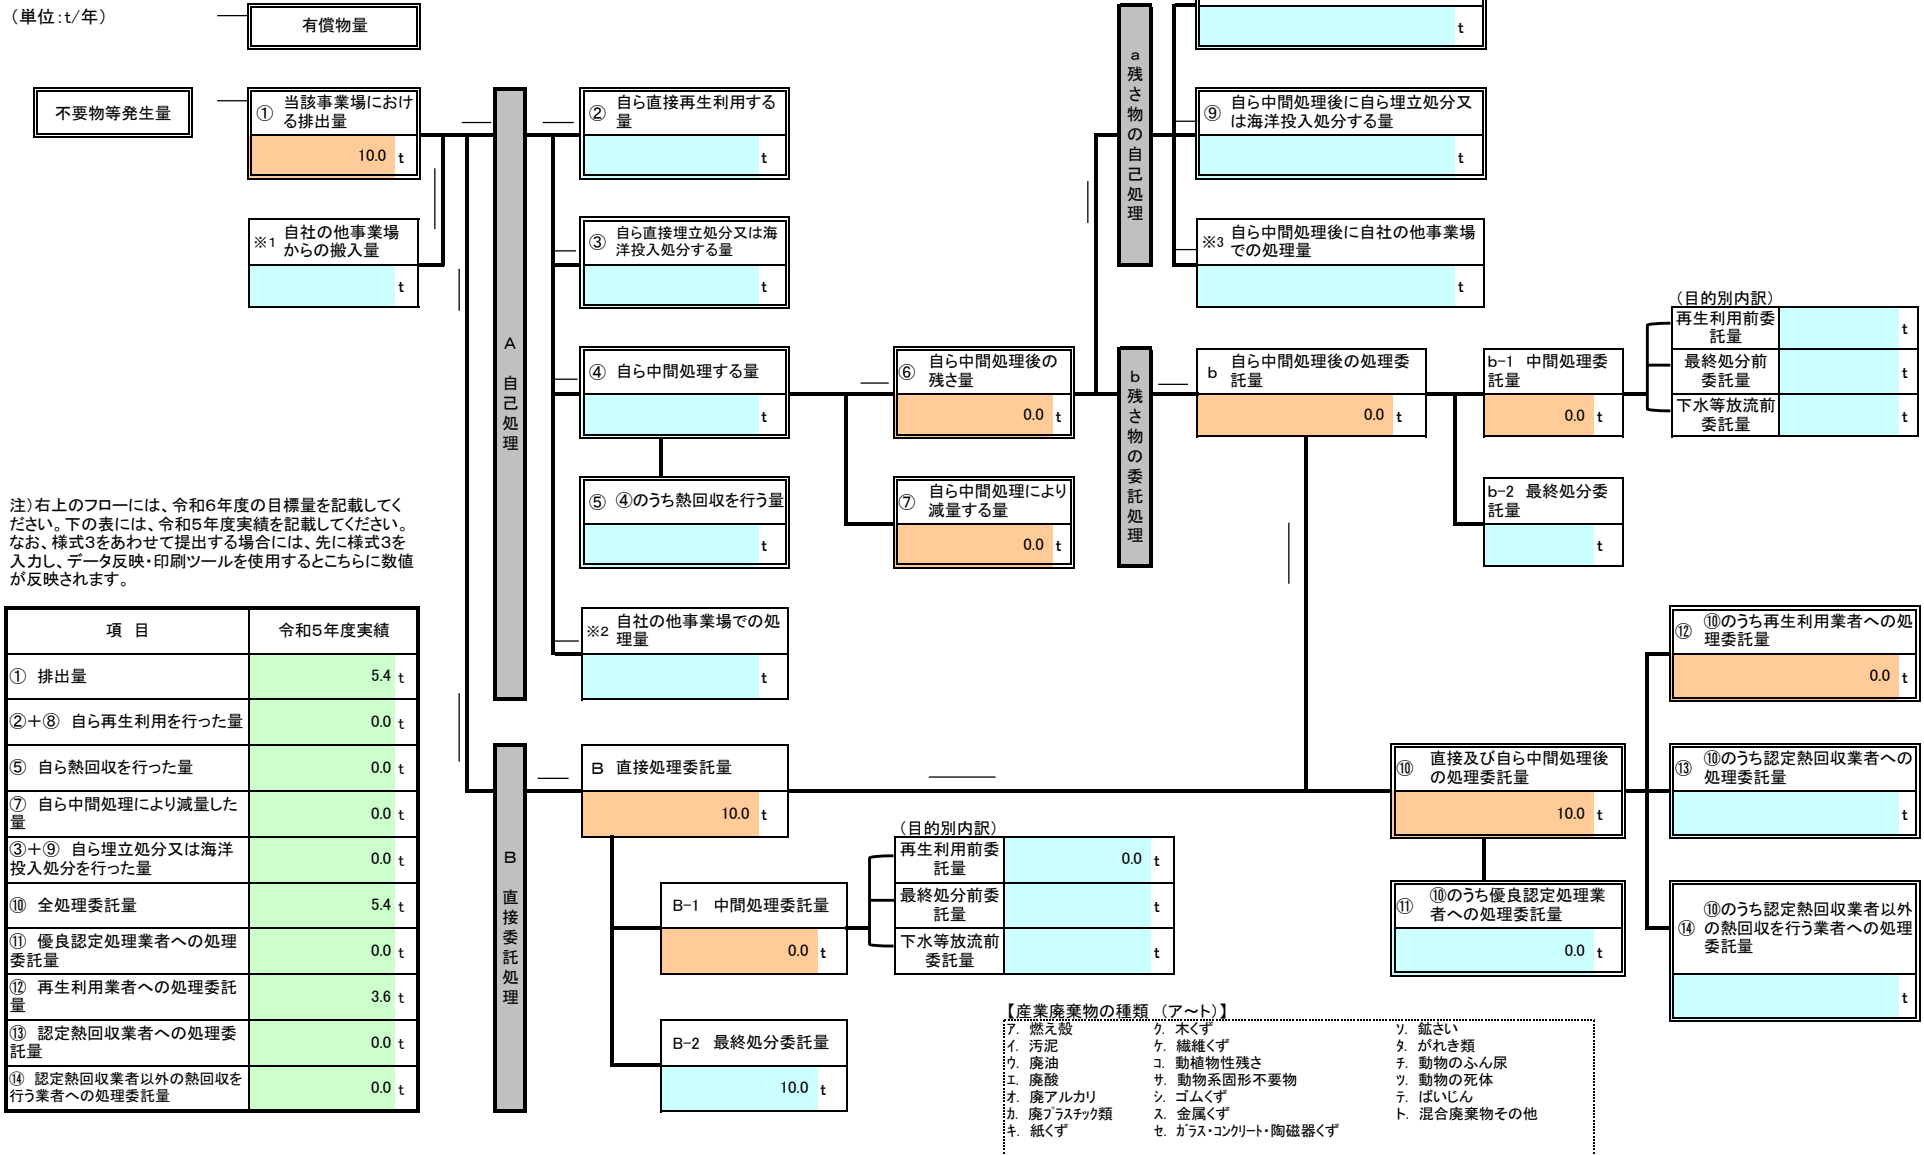 （単位：t/年）
有償物量
t
不要物等発生量
① 当該事業場におけ
る排出量
10.0 t
※1 自社の他事業場
からの搬入量
t
A 自己処理
② 自ら直接再生利用する
量
t
③ 自ら直接埋立処分又は海
洋投入処分する量
t
④ 自ら中間処理する量
t
⑤ ④のうち熱回収を行う量
t
※2 自社の他事業場での処
理量
t
⑥ 自ら中間処理後の
残さ量
0.0 t
⑦ 自ら中間処理により
減量する量
0.0 t
a 残さ物の自己処理
⑨ 自ら中間処理後に自ら埋立処分又
は海洋投入処分する量
t
※3 自ら中間処理後に自社の他事業場
での処理量
t
b 残さ物の委託処理
b 自ら中間処理後の処理委
託量
0.0 t
b-1 中間処理委
託量
0.0 t
b-2 最終処分委
託量
t
（目的別内訳）
再生利用前委
託量
t
最終処分前
委託量
t
下水等放流前
委託量
t
注）右上のフローには、令和6年度の目標量を記載してく
ださい。下の表には、令和5年度実績を記載してください。
なお、様式3をあわせて提出する場合には、先に様式3を
入力し、データ反映・印刷ツールを使用するとこちらに数値
が反映されます。
項 目 令和5年度実績
① 排出量 5.4 t
②＋⑧ 自ら再生利用を行った量 0.0 t
⑤ 自ら熱回収を行った量 0.0 t
⑦ 自ら中間処理により減量した
量 0.0 t
③＋⑨ 自ら埋立処分又は海洋
投入処分を行った量 0.0 t
⑩ 全処理委託量 5.4 t
⑪ 優良認定処理業者への処理
委託量 0.0 t
⑫ 再生利用業者への処理委託
量 3.6 t
⑬ 認定熱回収業者への処理委
託量 0.0 t
⑭ 認定熱回収業者以外の熱回収を
行う業者への処理委託量 0.0 t
B 直接委託処理
B 直接処理委託量
10.0 t
B-1 中間処理委託量
0.0 t
B-2 最終処分委託量
10.0 t
（目的別内訳）
再生利用前委
託量
0.0 t
最終処分前委
託量
t
下水等放流前
委託量
t
⑩ 直接及び自ら中間処理後
の処理委託量
10.0 t
⑪ ⑩のうち優良認定処理業
者への処理委託量
0.0 t
⑫ ⑩のうち再生利用業者への処
理委託量
0.0 t
⑬ ⑩のうち認定熱回収業者への
処理委託量
t
⑭ ⑩のうち認定熱回収業者以外
の熱回収を行う業者への処理
委託量
t
【産業廃棄物の種類 （ア～ト）】
ア. 燃え殻
イ. 汚泥
ウ. 廃油
エ. 廃酸
オ. 廃アルカリ
カ. 廃プラスチック類
キ. 紙くず
ク. 木くず
ケ. 繊維くず
コ. 動植物性残さ
サ. 動物系固形不要物
シ. ゴムくず
ス. 金属くず
セ. ガラス・コンクリート・陶磁器くず
ソ. 鉱さい
タ. がれき類
チ. 動物のふん尿
ツ. 動物の死体
テ. ばいじん
ト. 混合廃棄物その他